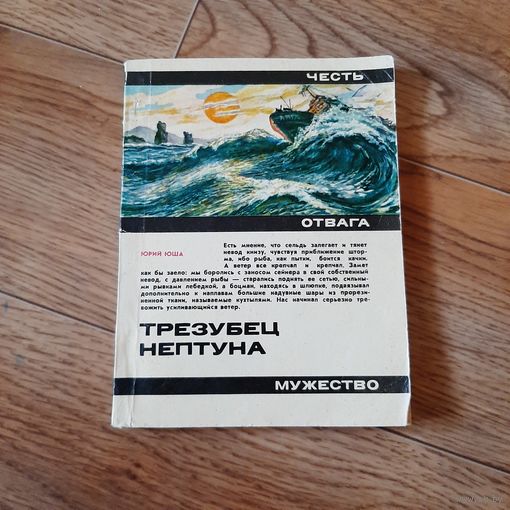 ЧЕСТЬ
ОТВАГА
ЮРИЙ ЮША
Есть мнение, что сельдь залегает и тянет
невод книзу, чувствуя приближение штор-
ма, ибо рыба, как пытки, боится качки.
А ветер все крепчал и крепчал. Замет
как бы заело: мы боролись с заносом сейнера в свой собственный
невод, с давлением рыбы — старались поднять ее сетью, сильны-
ми рывками лебедкой, а боцман, находясь в шлюпке, подвязывал
дополнительно к наплавам большие надувные шары из прорези-
ненной ткани, называемые кухтылями. Нас начинал серьезно тре-
вожить усиливающийся ветер.
ТРЕЗУБЕЦ
НЕПТУНА
МУЖЕСТВО